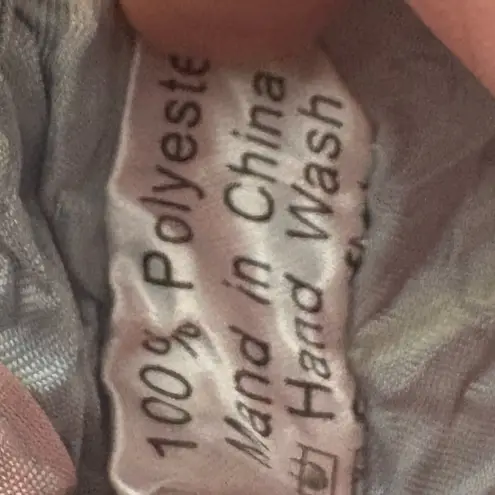 100% Polyeste
Mand in China
Hand Wash